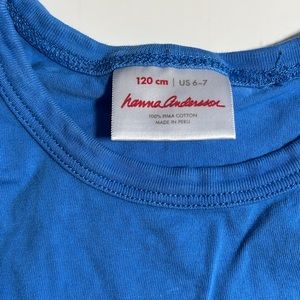 120 cm | US 6-7
hanna andersson
100% PIMA COTTON
MADE IN PERU